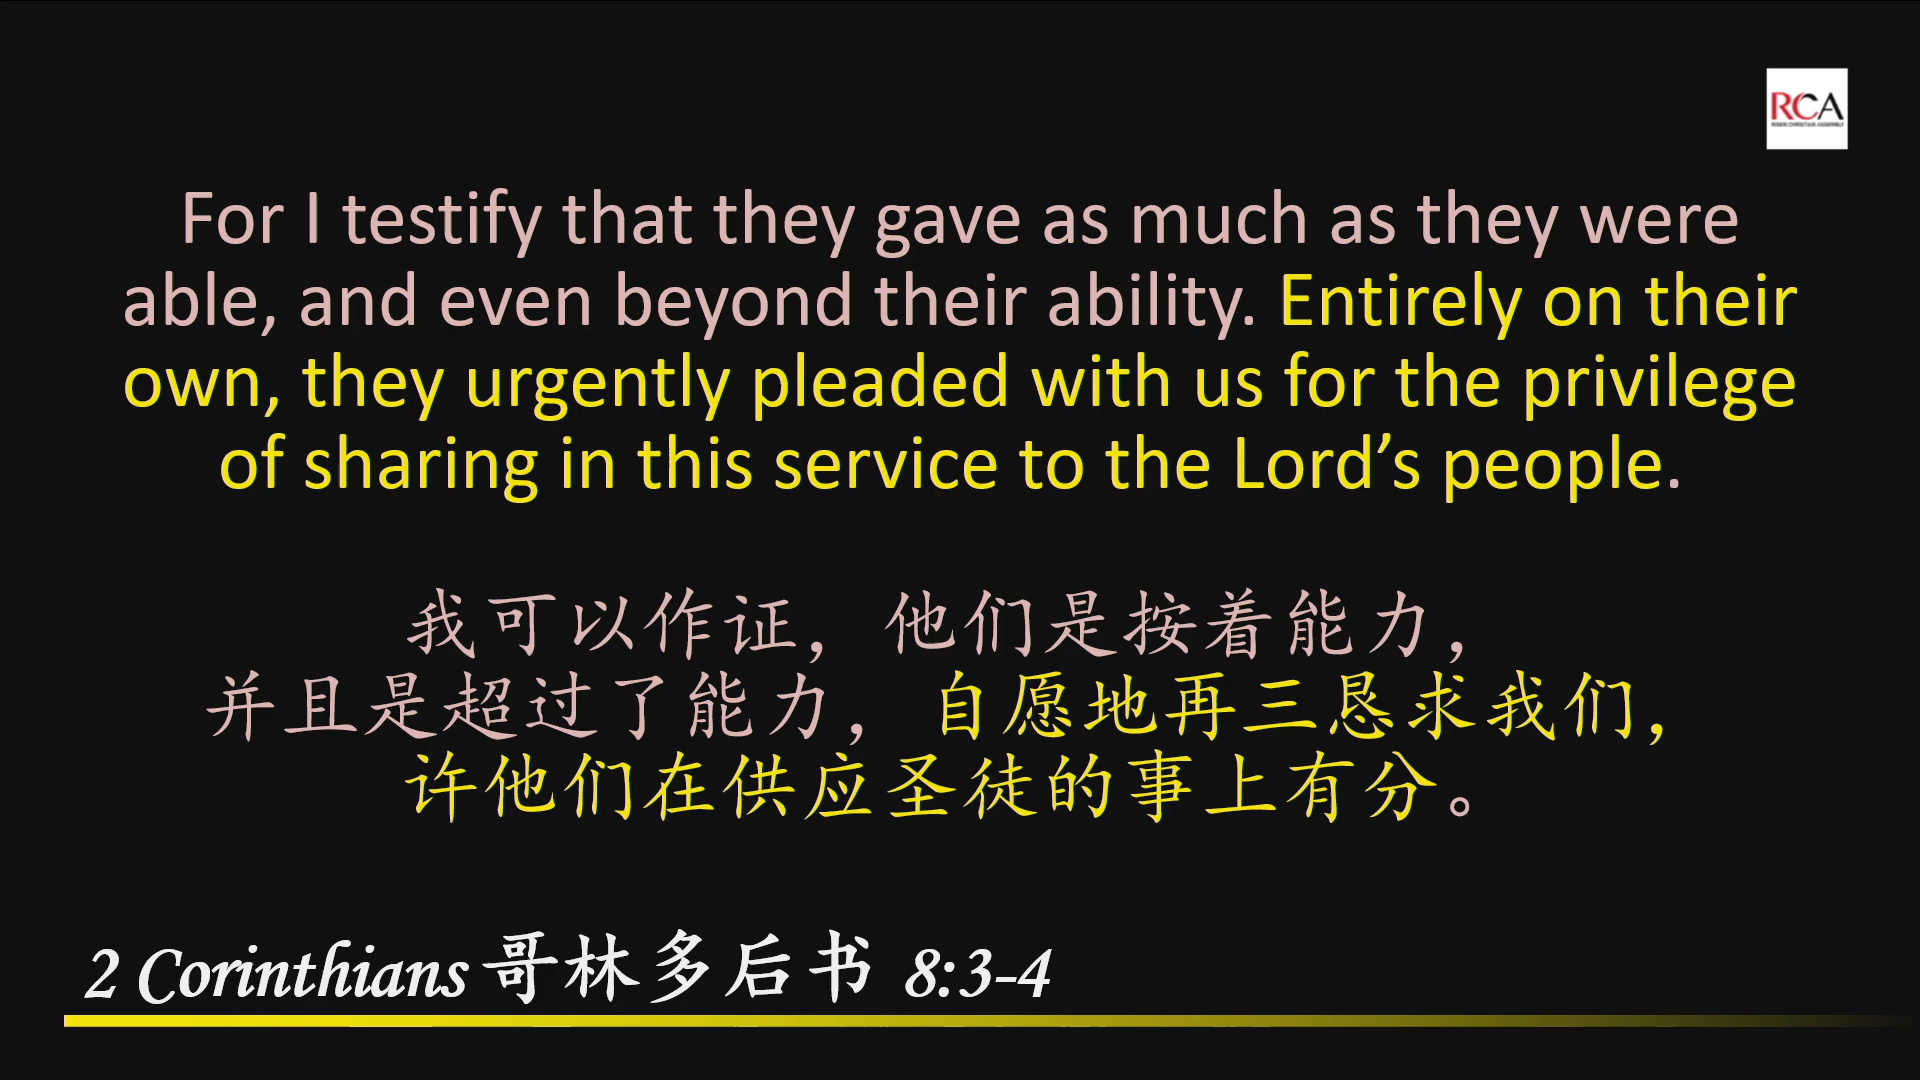 RCA
RISEN CHRISTIAN ASSEMBLY
For I testify that they gave as much as they were
able, and even beyond their ability. Entirely on their
own, they urgently pleaded with us for the privilege
of sharing in this service to the Lord’s people.
我可以作证，他们是按着能力，
并且是超过了能力，自愿地再三恳求我们，
许他们在供应圣徒的事上有分。
2 Corinthians 哥林多后书 8:3-4